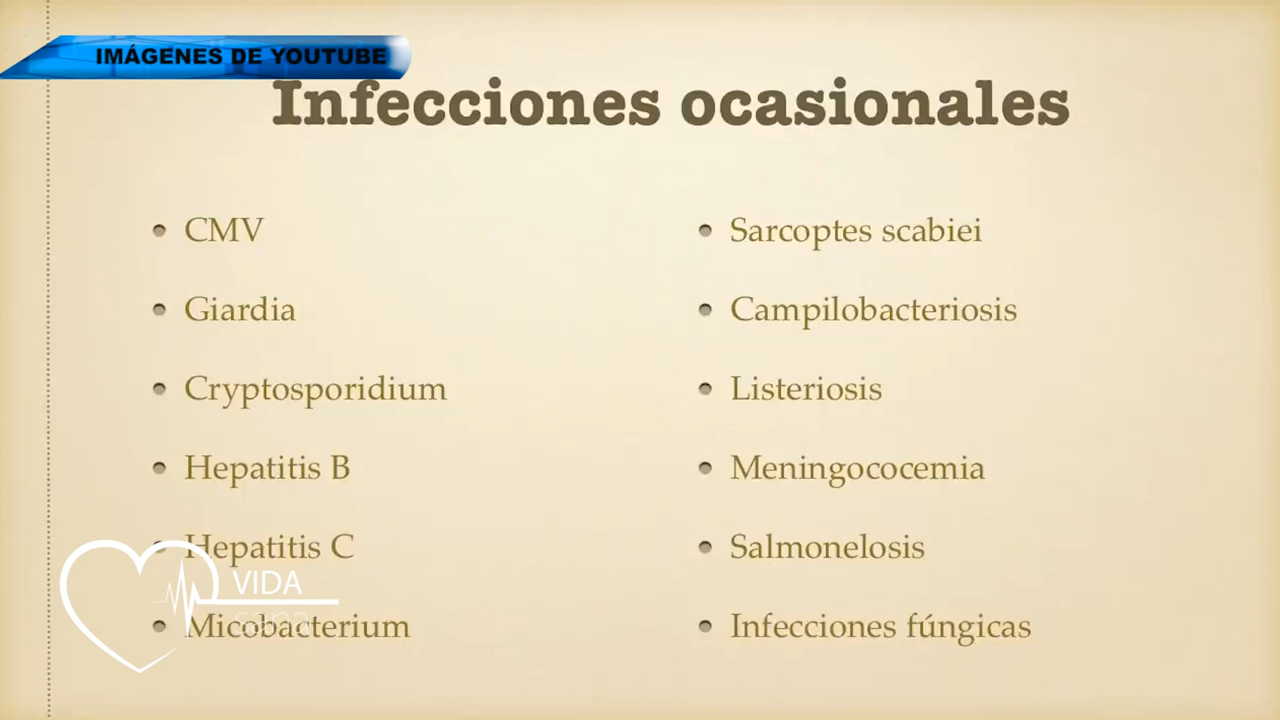 IMÁGENES DE YOUTUBE
Infecciones ocasionales
CMV
Giardia
Cryptosporidium
Hepatitis B
Hepatitis C
Micobacterium
Sarcoptes scabiei
Campilobacteriosis
Listeriosis
Meningococemia
Salmonelosis
Infecciones fúngicas
VIDA
sana